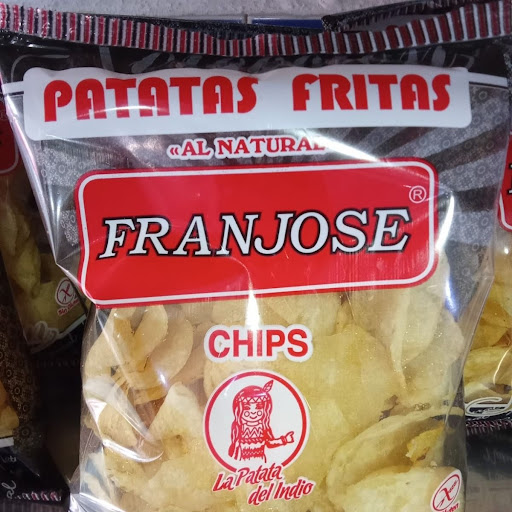 PATATAS FRITAS
«AL NATURAL
FRANJOSE®
CHIPS
La Patata
del Indio